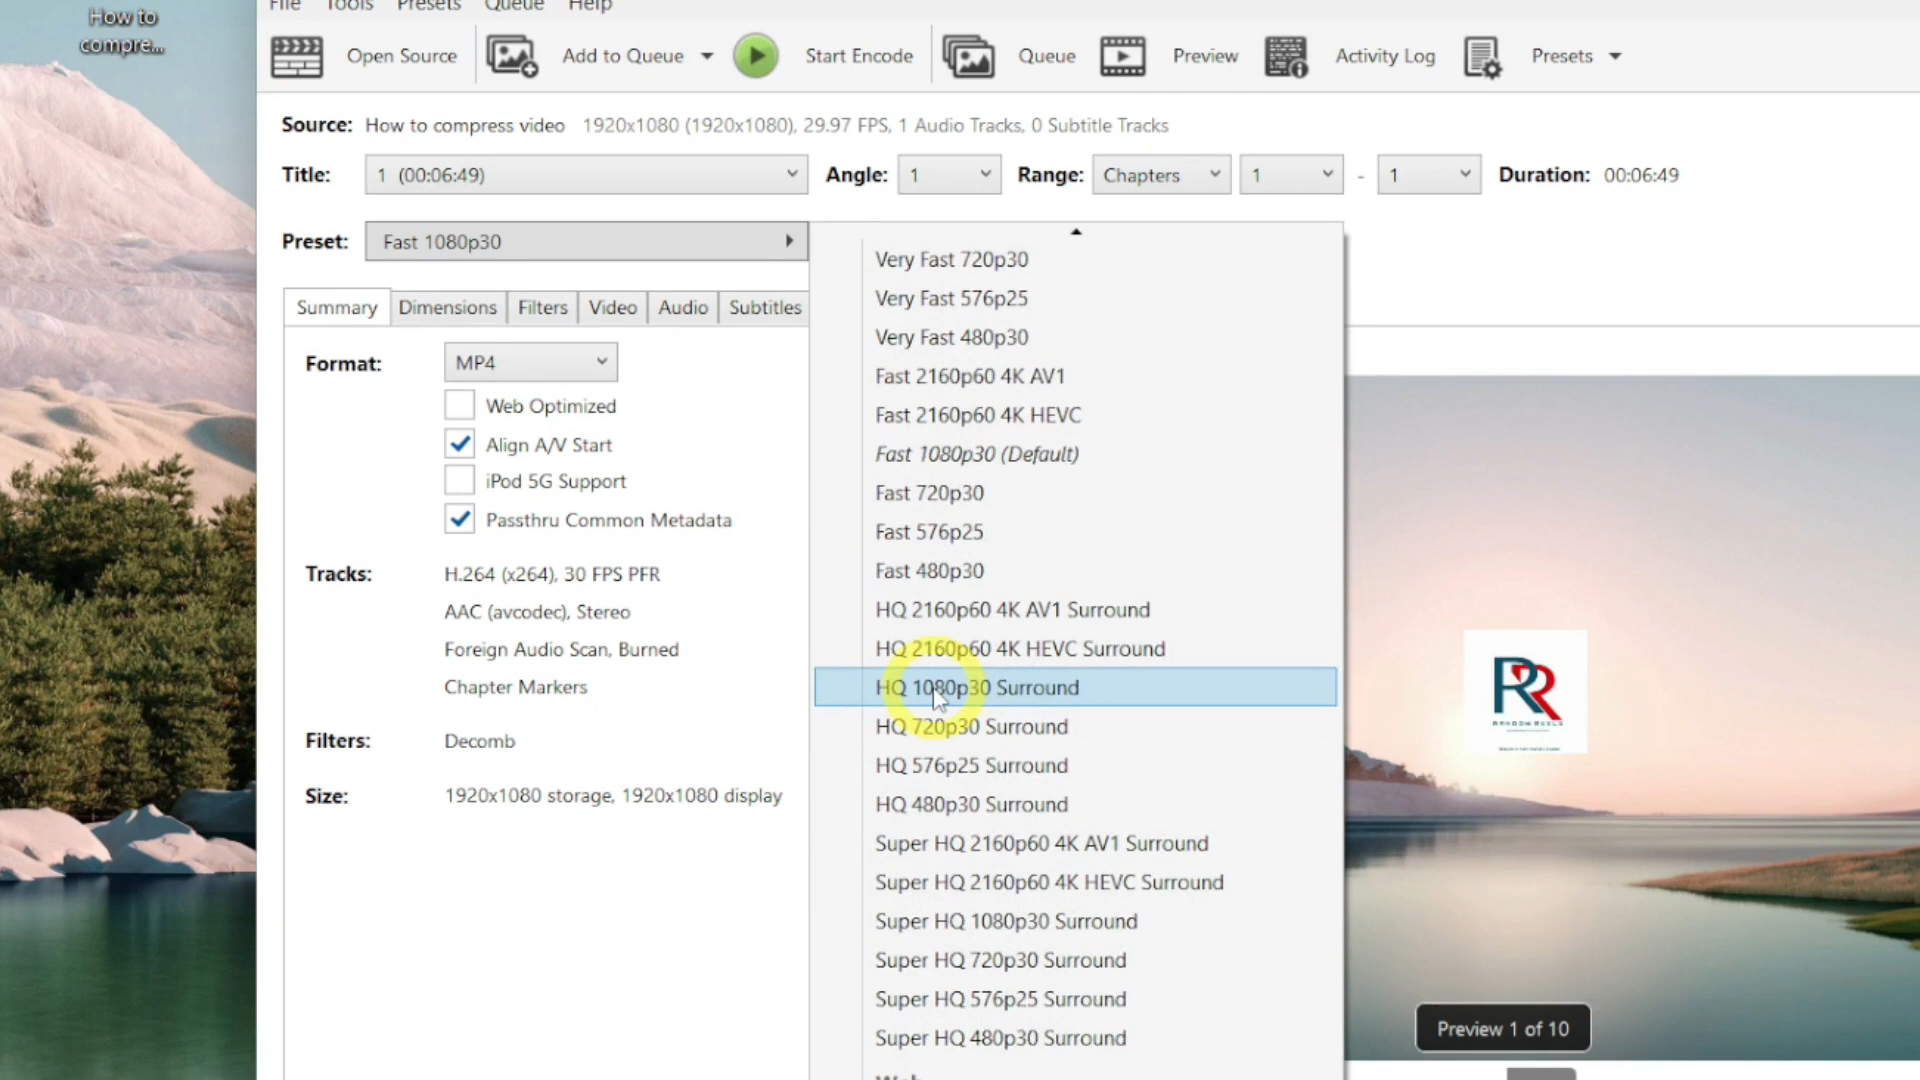 How to
compre...
File Tools Presets Queue Help
Open Source Add to Queue Start Encode Queue Preview Activity Log Presets
Source: How to compress video 1920x1080 (1920x1080), 29.97 FPS, 1 Audio Tracks, 0 Subtitle Tracks
Title: 1 (00:06:49) Angle: 1 Range: Chapters 1 - 1 Duration: 00:06:49
Preset: Fast 1080p30
Summary Dimensions Filters Video Audio Subtitles
Format: MP4
Web Optimized
Align A/V Start
iPod 5G Support
Passthru Common Metadata
Tracks: H.264 (x264), 30 FPS PFR
AAC (avcodec), Stereo
Foreign Audio Scan, Burned
Chapter Markers
Filters: Decomb
Size: 1920x1080 storage, 1920x1080 display
Very Fast 720p30
Very Fast 576p25
Very Fast 480p30
Fast 2160p60 4K AV1
Fast 2160p60 4K HEVC
Fast 1080p30 (Default)
Fast 720p30
Fast 576p25
Fast 480p30
HQ 2160p60 4K AV1 Surround
HQ 2160p60 4K HEVC Surround
HQ 1080p30 Surround
HQ 720p30 Surround
HQ 576p25 Surround
HQ 480p30 Surround
Super HQ 2160p60 4K AV1 Surround
Super HQ 2160p60 4K HEVC Surround
Super HQ 1080p30 Surround
Super HQ 720p30 Surround
Super HQ 576p25 Surround
Super HQ 480p30 Surround
Web
RR
RANDOM REELS
Preview 1 of 10